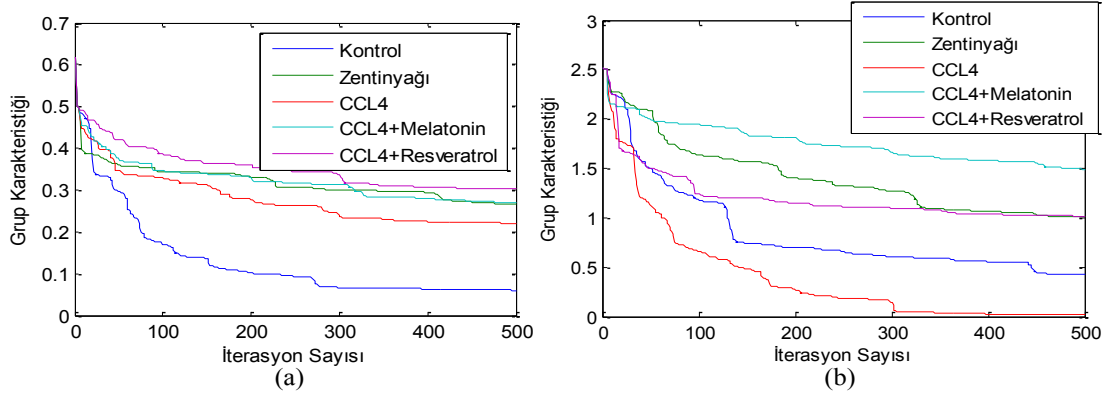 0.7
0.6
0.5
0.4
0.3
0.2
0.1
0
0
100
200
300
400
500
Grup Karakteristiği
İterasyon Sayısı
Kontrol
Zentinyağı
CCL4
CCL4+Melatonin
CCL4+Resveratrol
(a)
3
2.5
2
1.5
1
0.5
0
0
100
200
300
400
500
Grup Karakteristiği
İterasyon Sayısı
Kontrol
Zentinyağı
CCL4
CCL4+Melatonin
CCL4+Resveratrol
(b)